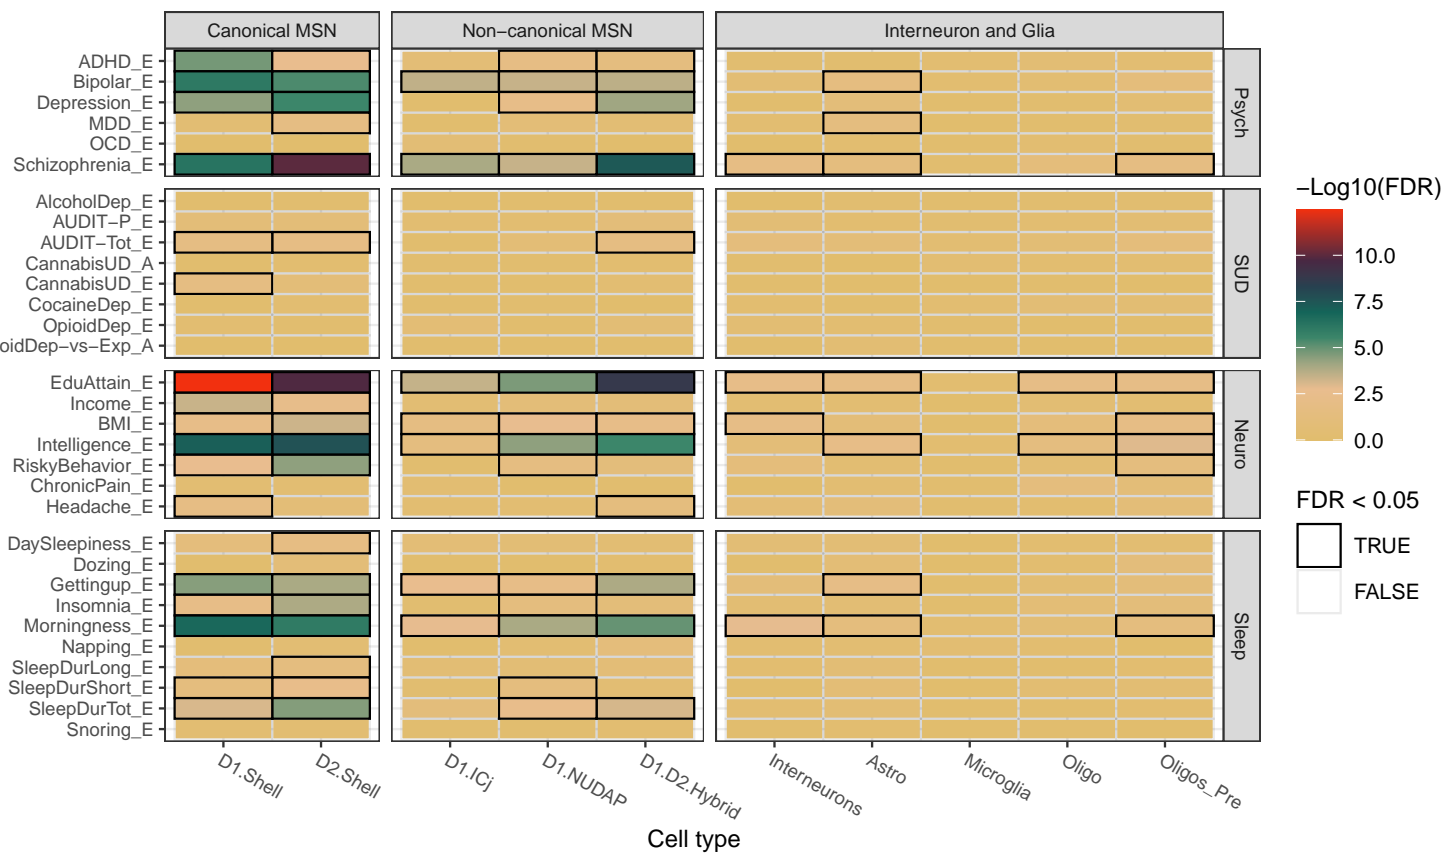 Canonical MSN
Non−canonical MSN
Interneuron and Glia
ADHD_E
Bipolar_E
Depression_E
MDD_E
OCD_E
Schizophrenia_E
Psych
AlcoholDep_E
AUDIT−P_E
AUDIT−Tot_E
CannabisUD_A
CannabisUD_E
CocaineDep_E
OpioidDep_E
oidDep−vs−Exp_A
SUD
EduAttain_E
Income_E
BMI_E
Intelligence_E
RiskyBehavior_E
ChronicPain_E
Headache_E
Neuro
DaySleepiness_E
Dozing_E
Gettingup_E
Insomnia_E
Morningness_E
Napping_E
SleepDurLong_E
SleepDurShort_E
SleepDurTot_E
Snoring_E
Sleep
D1.Shell
D2.Shell
D1.ICj
D1.NUDAP
D1.D2.Hybrid
Interneurons
Astro
Microglia
Oligo
Oligos_Pre
Cell type
−Log10(FDR)
10.0
7.5
5.0
2.5
0.0
FDR < 0.05
TRUE
FALSE